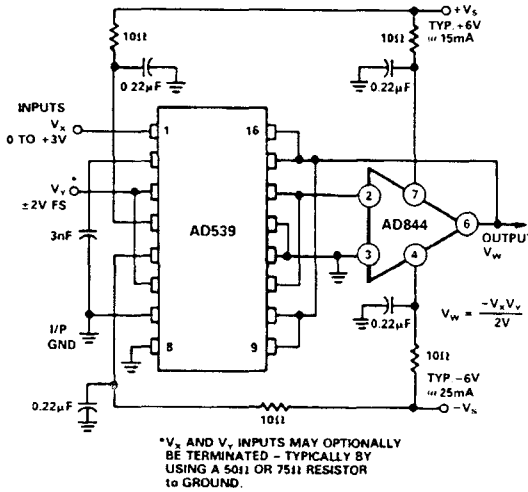 +Vs
TYP. +6V
@ 15mA
10Ω
10Ω
0.22μF
0.22μF
INPUTS
Vx
0 TO +3V
Vy*
±2V FS
3nF
I/P
GND
1
16
AD539
8
9
2
7
AD844
6
3
4
OUTPUT
Vw
Vw = -VxVy / 2V
0.22μF
10Ω
TYP. -6V
@ 25mA
0.22μF
10Ω
-Vs
*Vx AND Vy INPUTS MAY OPTIONALLY
BE TERMINATED – TYPICALLY BY
USING A 50Ω OR 75Ω RESISTOR
to GROUND.